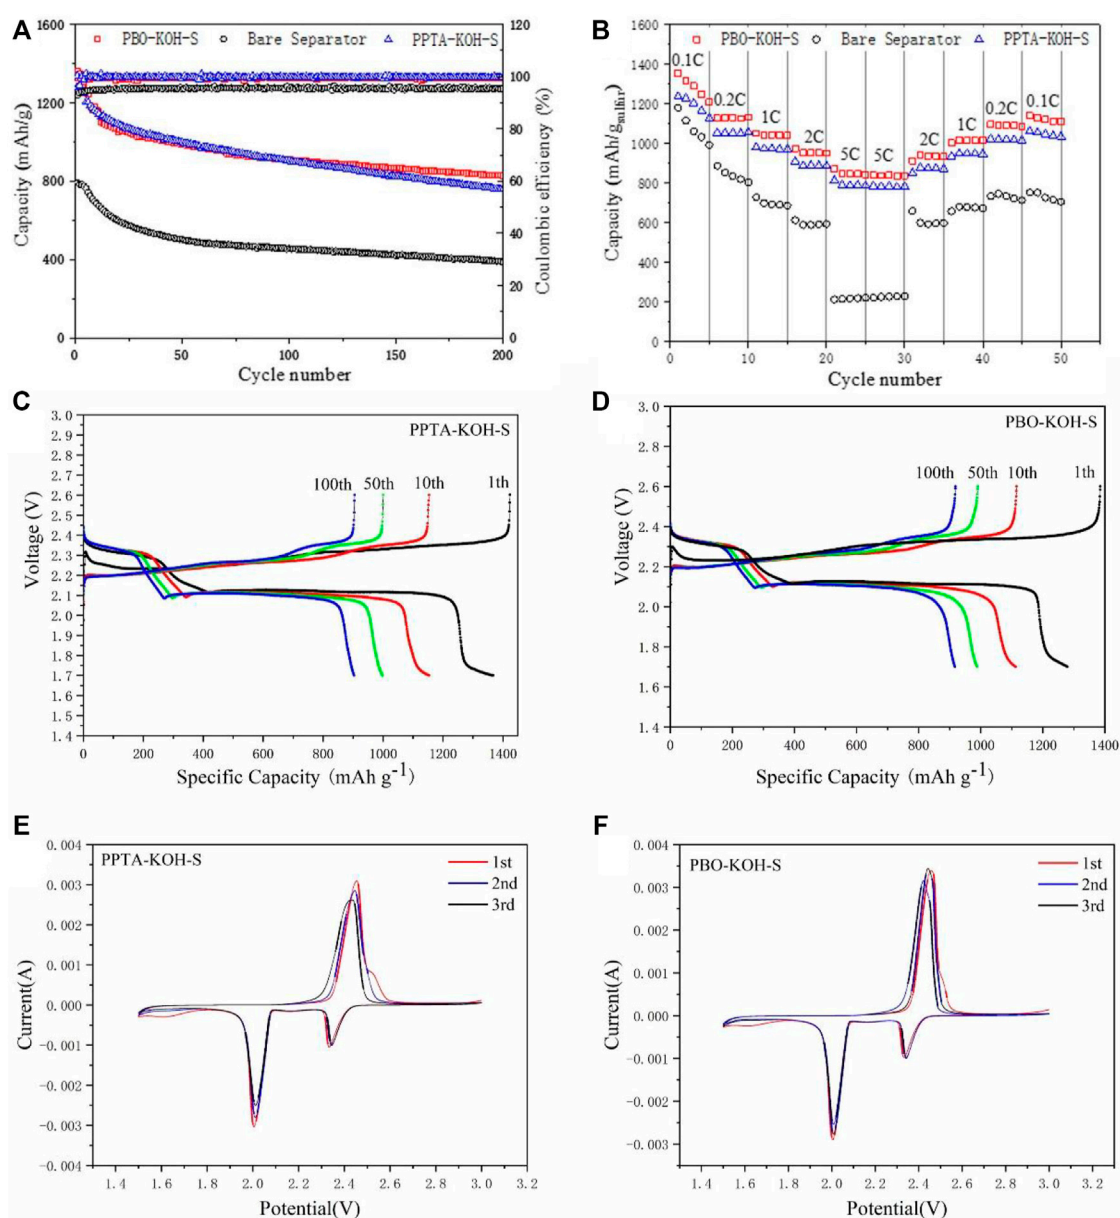 A
PBO-KOH-S Bare Separator PPTA-KOH-S
1600
1200
800
400
0
Capacity (mAh/g)
120
100
80
60
40
20
0
Coulombic efficiency (%)
0 50 100 150 200
Cycle number
B
PBO-KOH-S Bare Separator PPTA-KOH-S
1600
1400
1200
1000
800
600
400
200
0
0.1C
0.2C
1C
2C
5C 5C
2C
1C
0.2C
0.1C
0 10 20 30 40 50
Cycle number
C
PPTA-KOH-S
3.0
2.9
2.8
2.7
2.6
2.5
2.4
2.3
2.2
2.1
2.0
1.9
1.8
1.7
1.6
1.5
1.4
Voltage (V)
100th 50th 10th 1th
0 200 400 600 800 1000 1200 1400
Specific Capacity (mAh g-1)
D
PBO-KOH-S
3.0
2.8
2.6
2.4
2.2
2.0
1.8
1.6
1.4
Voltage (V)
100th 50th 10th 1th
0 200 400 600 800 1000 1200 1400
Specific Capacity (mAh g-1)
E
PPTA-KOH-S
1st
2nd
3rd
0.004
0.003
0.002
0.001
0.000
-0.001
-0.002
-0.003
-0.004
Current(A)
1.4 1.6 1.8 2.0 2.2 2.4 2.6 2.8 3.0 3.2
Potential(V)
F
PBO-KOH-S
1st
2nd
3rd
0.004
0.003
0.002
0.001
0.000
-0.001
-0.002
-0.003
Current(A)
1.4 1.6 1.8 2.0 2.2 2.4 2.6 2.8 3.0 3.2
Potential(V)